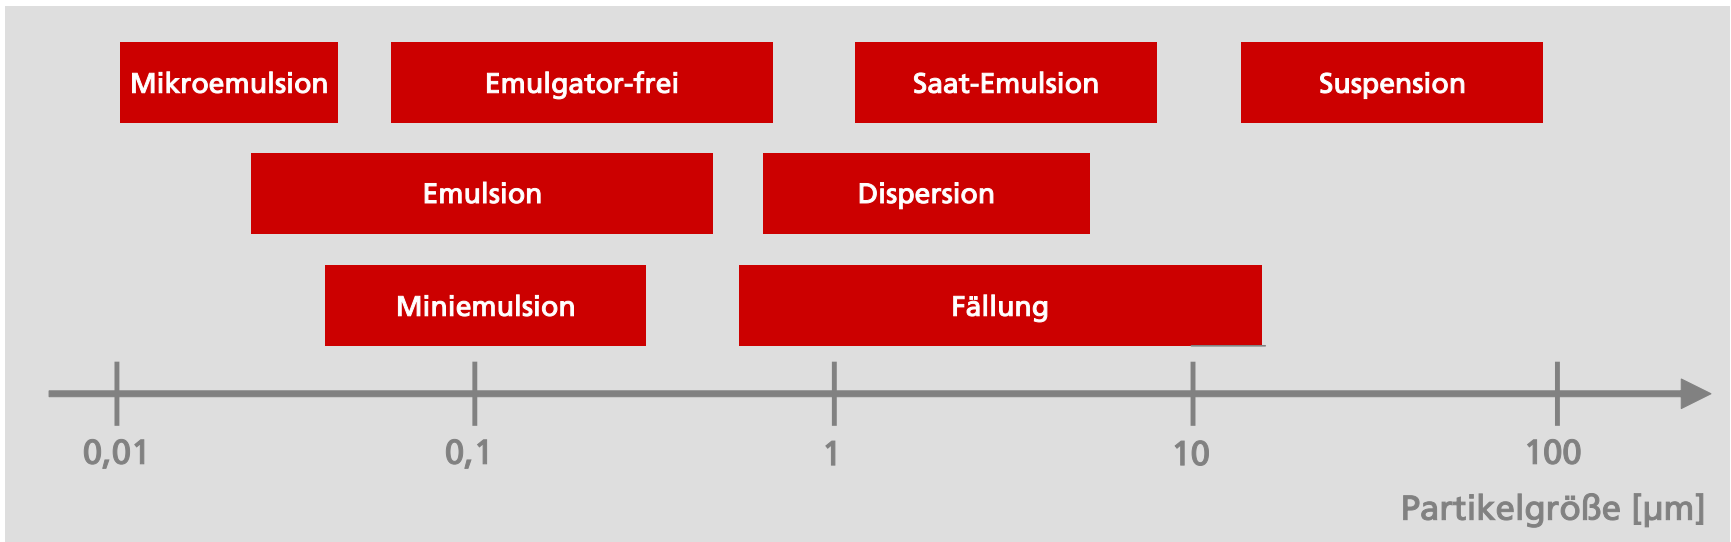 Mikroemulsion
Emulgator-frei
Saat-Emulsion
Suspension
Emulsion
Dispersion
Miniemulsion
Fällung
0,01
0,1
1
10
100
Partikelgröße [µm]